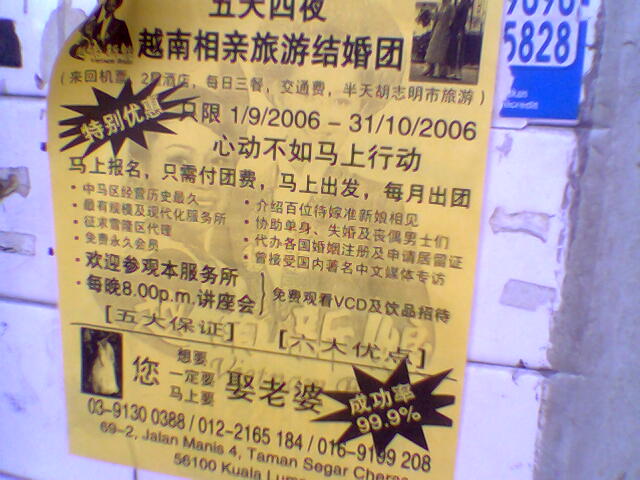 五天四夜
越南相亲旅游结婚团
(来回机票, 2星酒店, 每日三餐, 交通费, 半天胡志明市旅游)
特别优惠
只限 1/9/2006 - 31/10/2006
心动不如马上行动
马上报名, 只需付团费, 马上出发, 每月出团
• 中马区经营历史最久
• 最有规模及现代化服务所
• 征求雪隆区代理
• 免费永久会员
• 介绍百位待嫁准新娘相见
• 协助单身、失婚及丧偶男士们
• 代办各国婚姻注册及申请居留证
• 曾接受国内著名中文媒体专访
• 欢迎参观本服务所
• 每晚8.00p.m.讲座会
免费观看VCD及饮品招待
[五大保证] [六大优点]
您
想要
一定要
马上要
娶老婆
成功率
99.9%
03-9130 0388 / 012-2165 184 / 016-9199 208
69-2, Jalan Manis 4, Taman Segar Cheras
56100 Kuala
5828